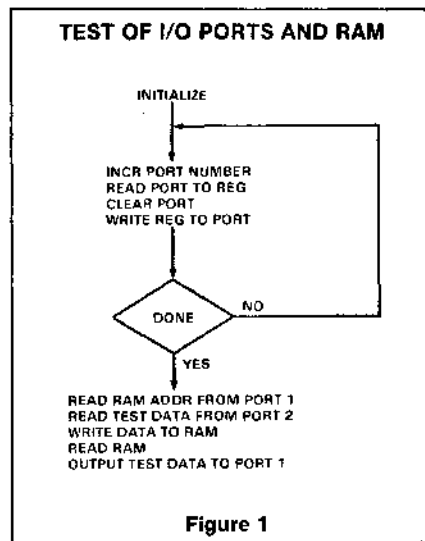 TEST OF I/O PORTS AND RAM
INITIALIZE
INCR PORT NUMBER
READ PORT TO REG
CLEAR PORT
WRITE REG TO PORT
DONE
NO
YES
READ RAM ADDR FROM PORT 1
READ TEST DATA FROM PORT 2
WRITE DATA TO RAM
READ RAM
OUTPUT TEST DATA TO PORT 1
Figure 1